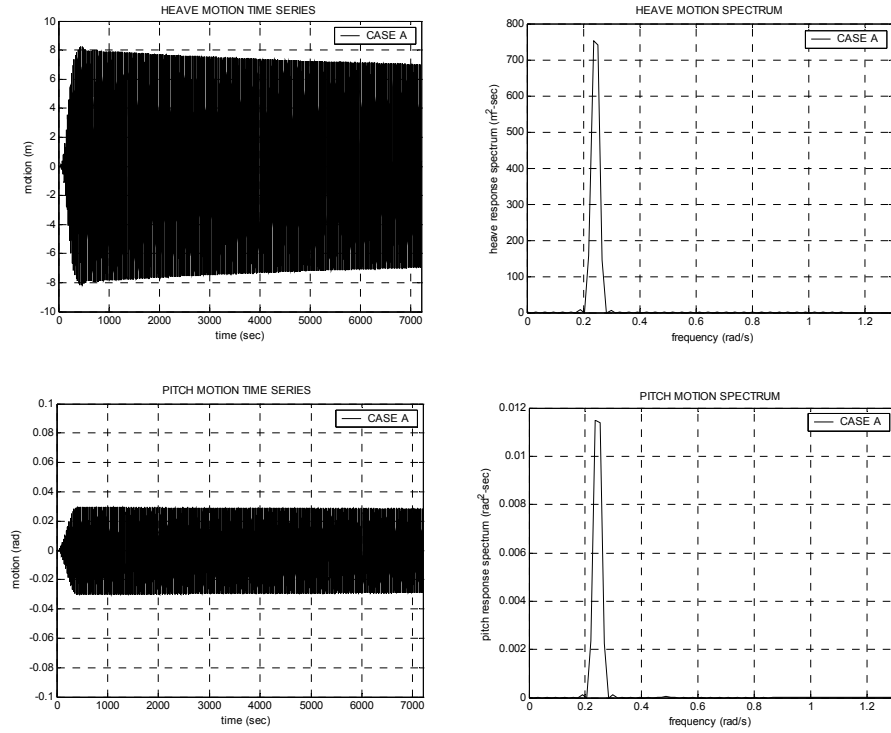 HEAVE MOTION TIME SERIES
CASE A
10
8
6
4
2
0
-2
-4
-6
-8
-10
motion (m)
0 1000 2000 3000 4000 5000 6000 7000
time (sec)
HEAVE MOTION SPECTRUM
CASE A
800
700
600
500
400
300
200
100
0
heave response spectrum (m²-sec)
0 0.2 0.4 0.6 0.8 1 1.2
frequency (rad/s)
PITCH MOTION TIME SERIES
CASE A
0.1
0.08
0.06
0.04
0.02
0
-0.02
-0.04
-0.06
-0.08
-0.1
motion (rad)
0 1000 2000 3000 4000 5000 6000 7000
time (sec)
PITCH MOTION SPECTRUM
CASE A
0.012
0.01
0.008
0.006
0.004
0.002
0
pitch response spectrum (rad²-sec)
0 0.2 0.4 0.6 0.8 1 1.2
frequency (rad/s)